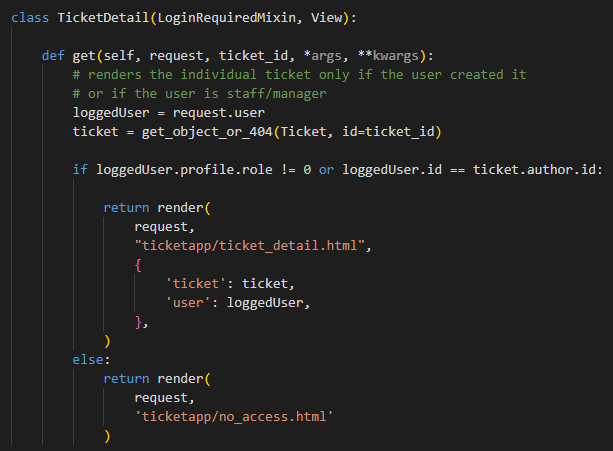 class TicketDetail(LoginRequiredMixin, View):
def get(self, request, ticket_id, *args, **kwargs):
# renders the individual ticket only if the user created it
# or if the user is staff/manager
loggedUser = request.user
ticket = get_object_or_404(Ticket, id=ticket_id)
if loggedUser.profile.role != 0 or loggedUser.id == ticket.author.id:
return render(
request,
"ticketapp/ticket_detail.html",
{
'ticket': ticket,
'user': loggedUser,
},
)
else:
return render(
request,
'ticketapp/no_access.html'
)